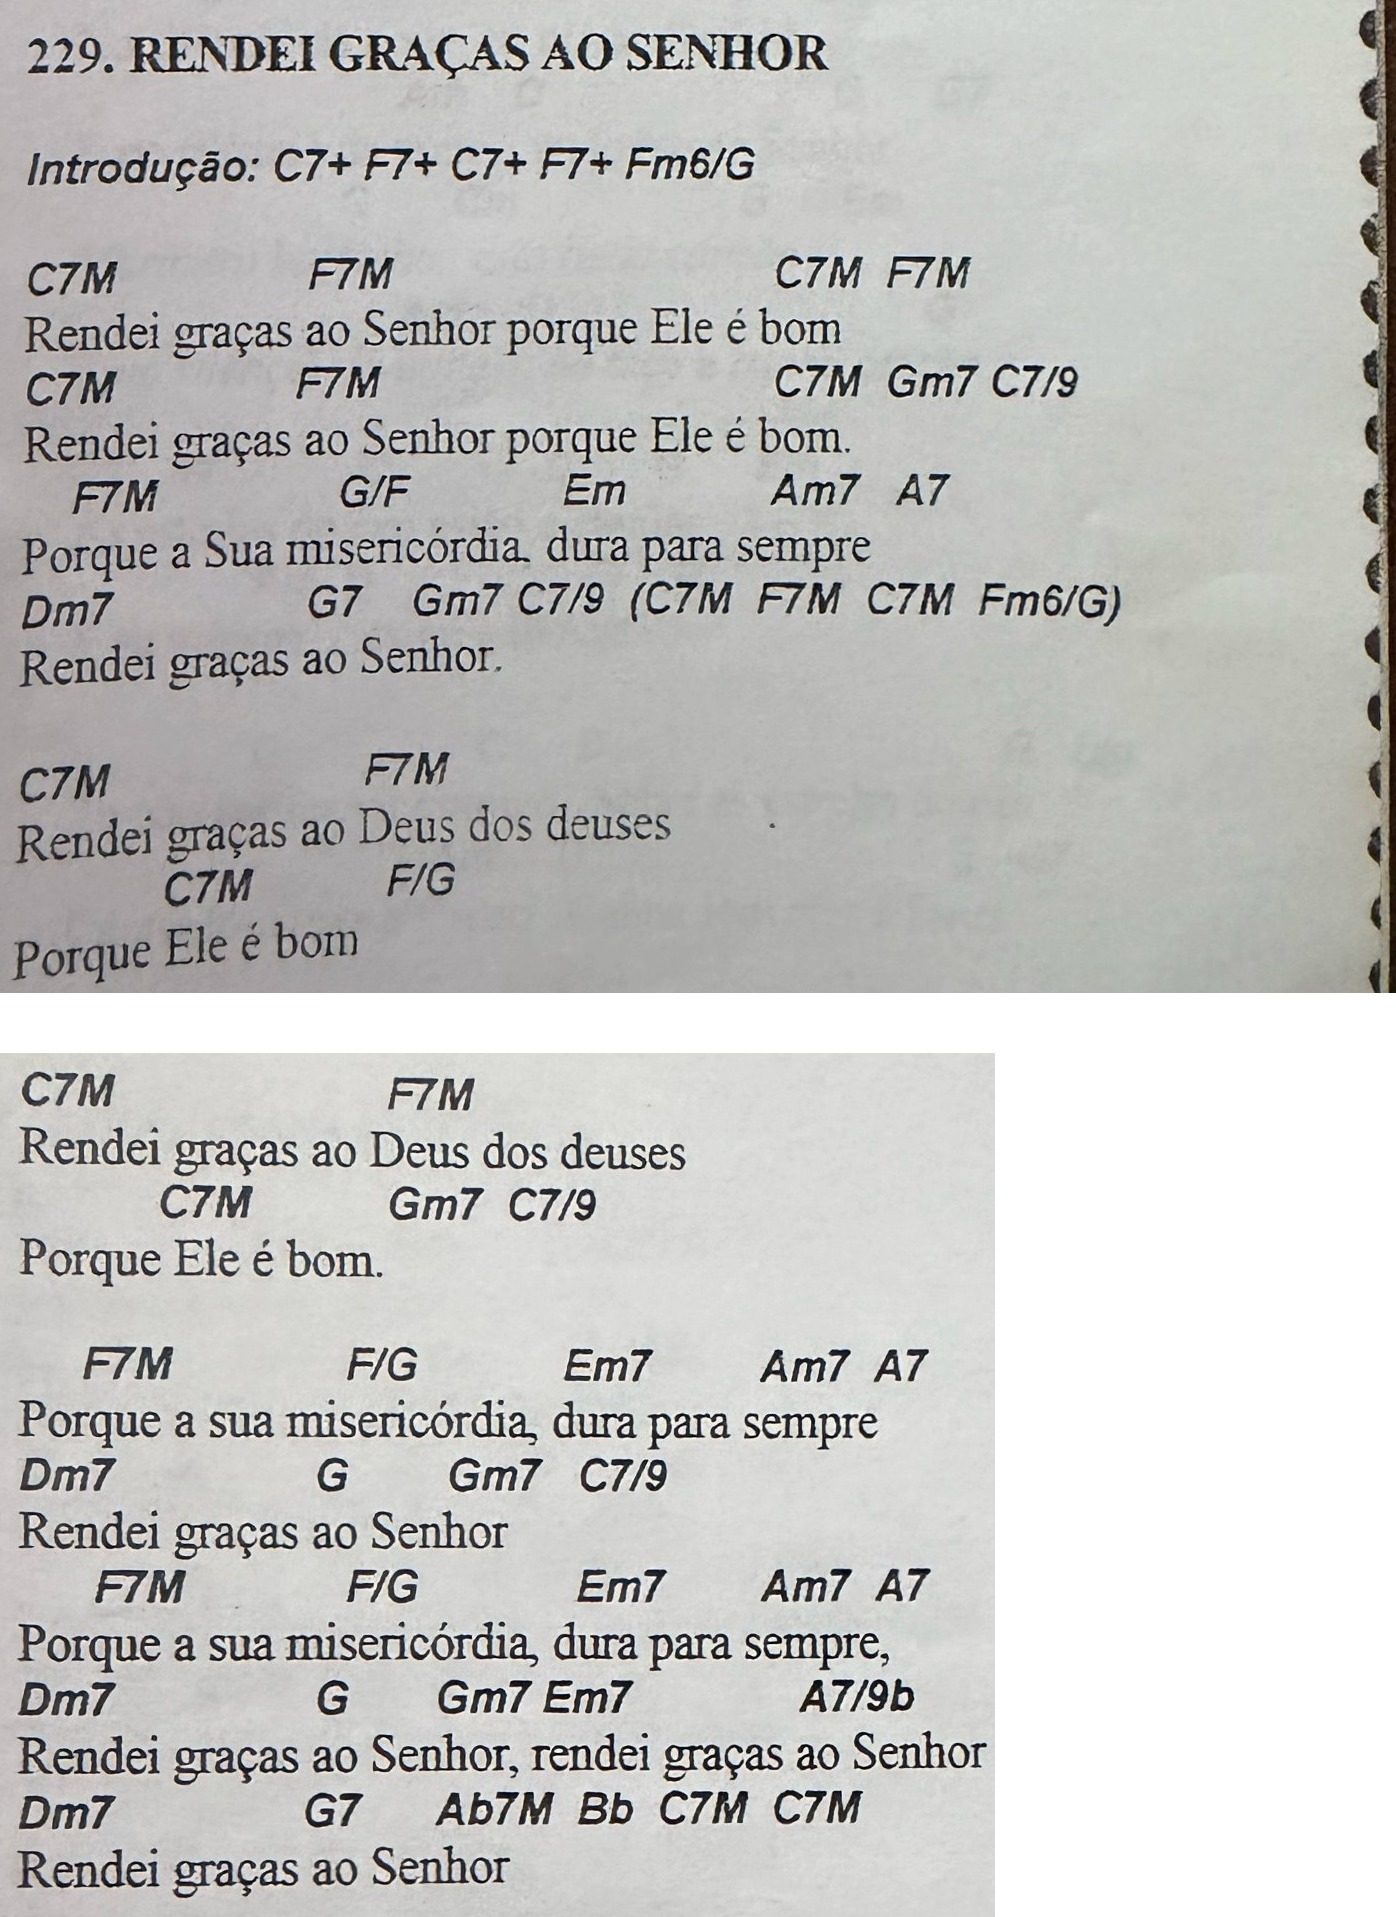 229. RENDEI GRAÇAS AO SENHOR
Introdução: C7+ F7+ C7+ F7+ Fm6/G
C7M F7M C7M F7M
Rendei graças ao Senhor porque Ele é bom
C7M F7M C7M Gm7 C7/9
Rendei graças ao Senhor porque Ele é bom.
F7M G/F Em Am7 A7
Porque a Sua misericórdia. dura para sempre
Dm7 G7 Gm7 C7/9 (C7M F7M C7M Fm6/G)
Rendei graças ao Senhor.
C7M F7M
Rendei graças ao Deus dos deuses
C7M F/G
Porque Ele é bom
C7M F7M
Rendei graças ao Deus dos deuses
C7M Gm7 C7/9
Porque Ele é bom.
F7M F/G Em7 Am7 A7
Porque a sua misericórdia, dura para sempre
Dm7 G Gm7 C7/9
Rendei graças ao Senhor
F7M F/G Em7 Am7 A7
Porque a sua misericórdia, dura para sempre,
Dm7 G Gm7 Em7 A7/9b
Rendei graças ao Senhor, rendei graças ao Senhor
Dm7 G7 Ab7M Bb C7M C7M
Rendei graças ao Senhor